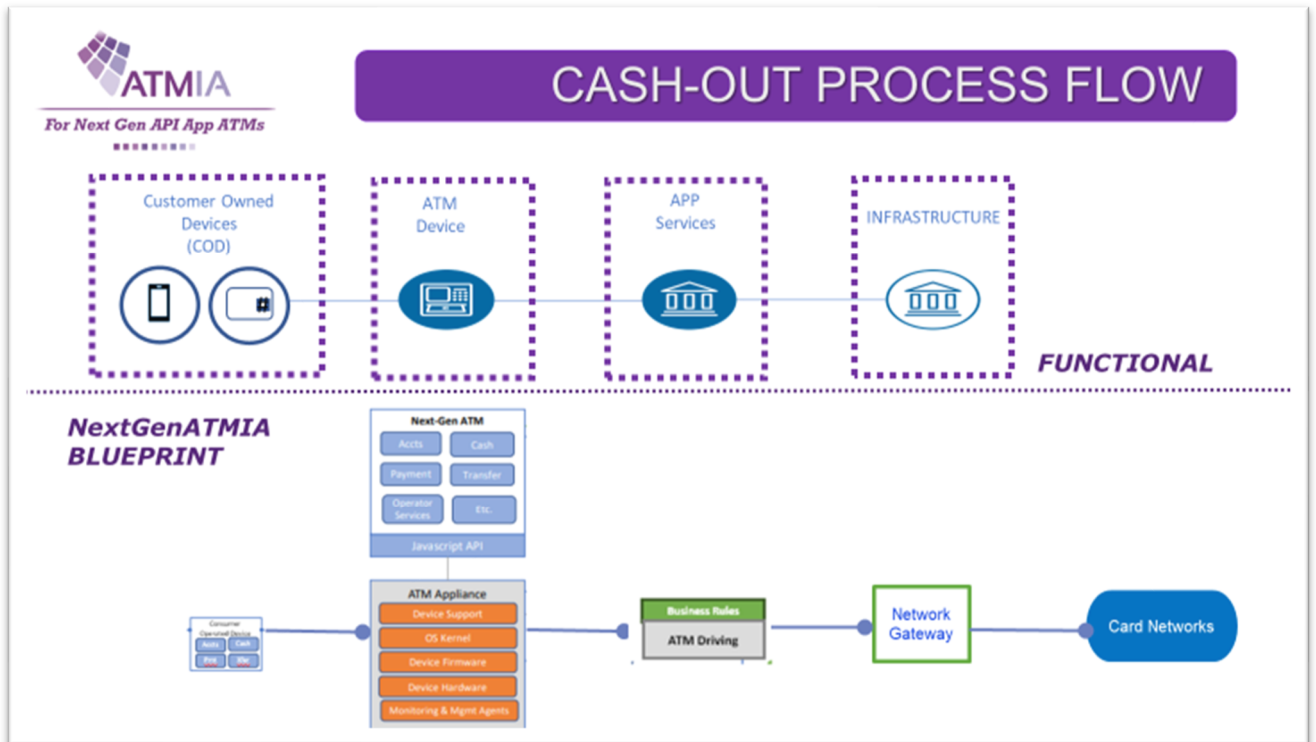 ATMIA
For Next Gen API App ATMs
CASH-OUT PROCESS FLOW
Customer Owned
Devices
(COD)
ATM
Device
APP
Services
INFRASTRUCTURE
FUNCTIONAL
NextGenATMIA
BLUEPRINT
Next-Gen ATM
Accts
Cash
Payment
Transfer
Operator
Services
Etc.
Javascript API
ATM Appliance
Device Support
OS Kernel
Device Firmware
Device Hardware
Monitoring & Mgmt Agents
Consumer
Operated Device
Accts
Cash
Business Rules
ATM Driving
Network
Gateway
Card Networks